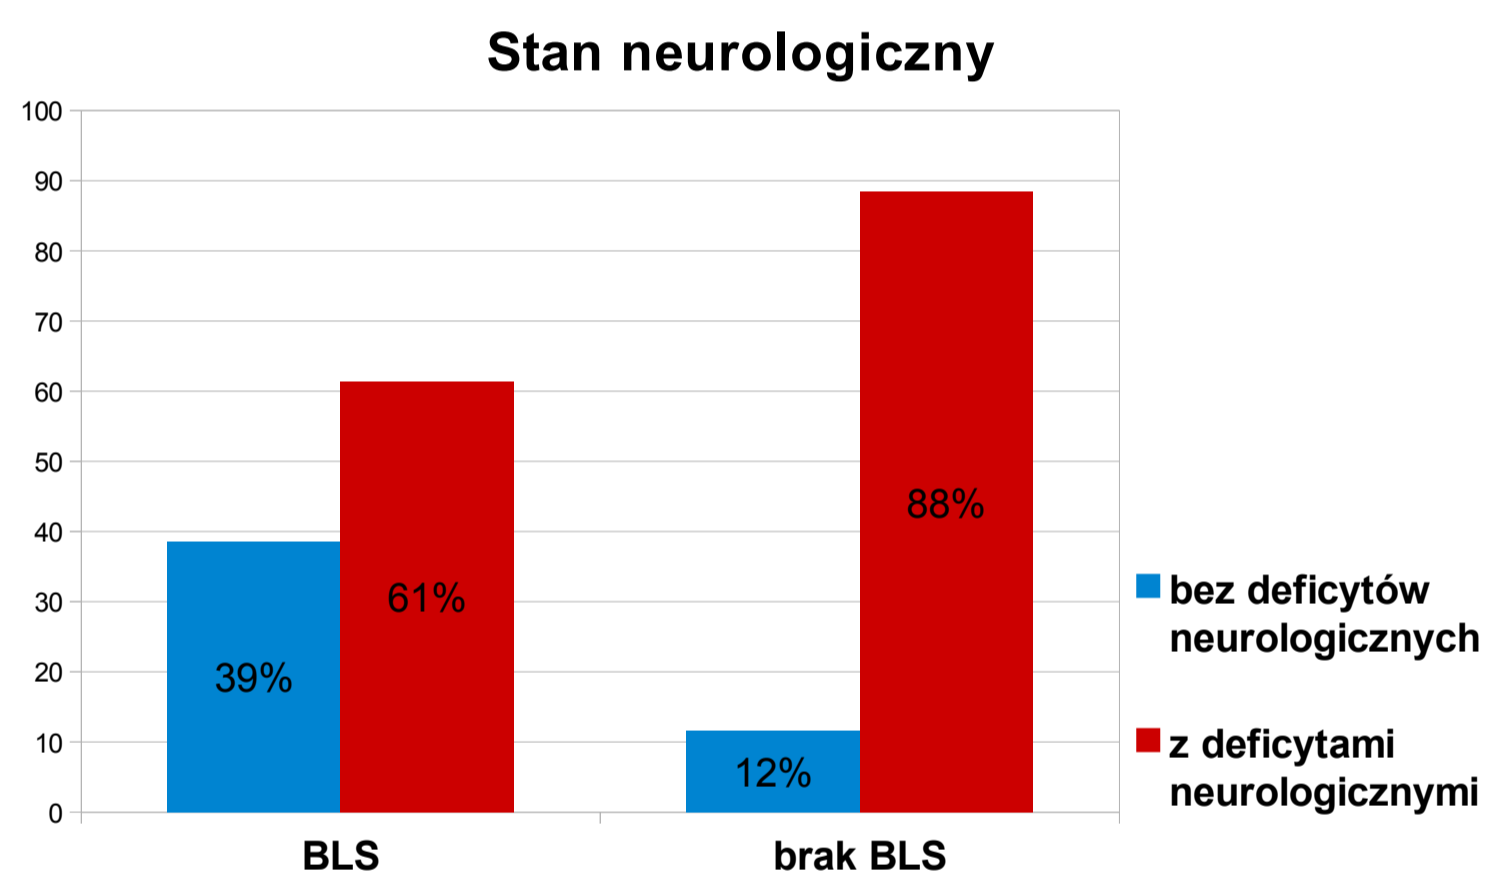 Stan neurologiczny
100
90
80
70
60
50
40
30
20
10
0
39%
61%
12%
88%
BLS
brak BLS
bez deficytów
neurologicznych
z deficytami
neurologicznymi